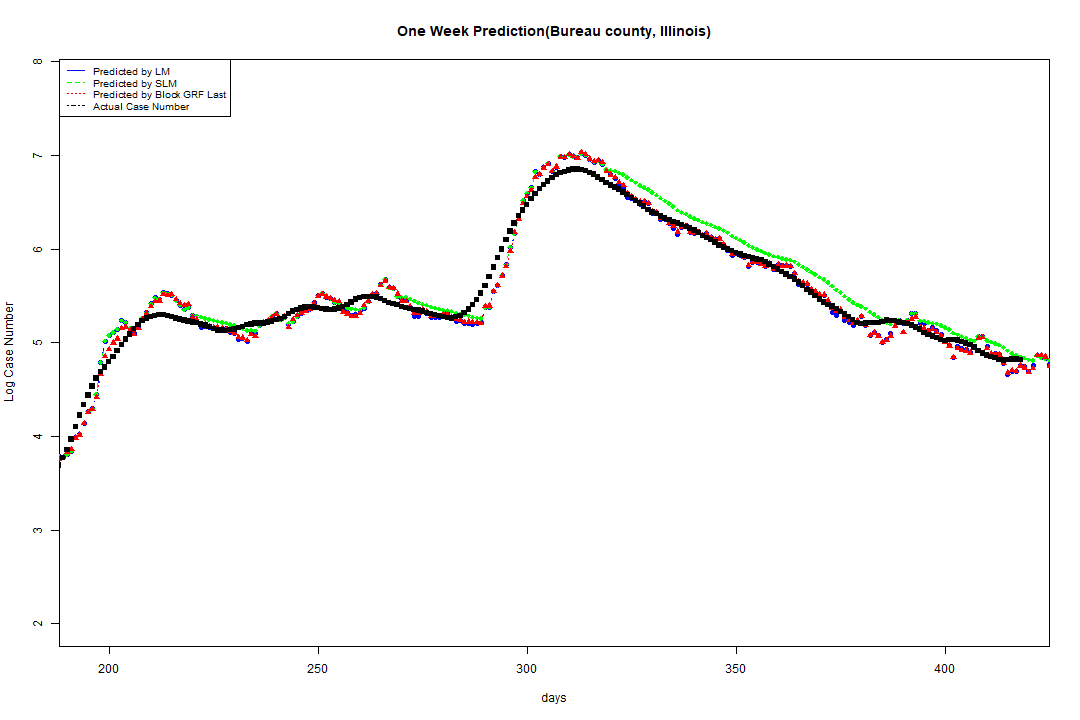 One Week Prediction(Bureau county, Illinois)
Predicted by LM
Predicted by SLM
Predicted by Block GRF Last
Actual Case Number
8
7
6
5
4
3
2
Log Case Number
200 250 300 350 400
days